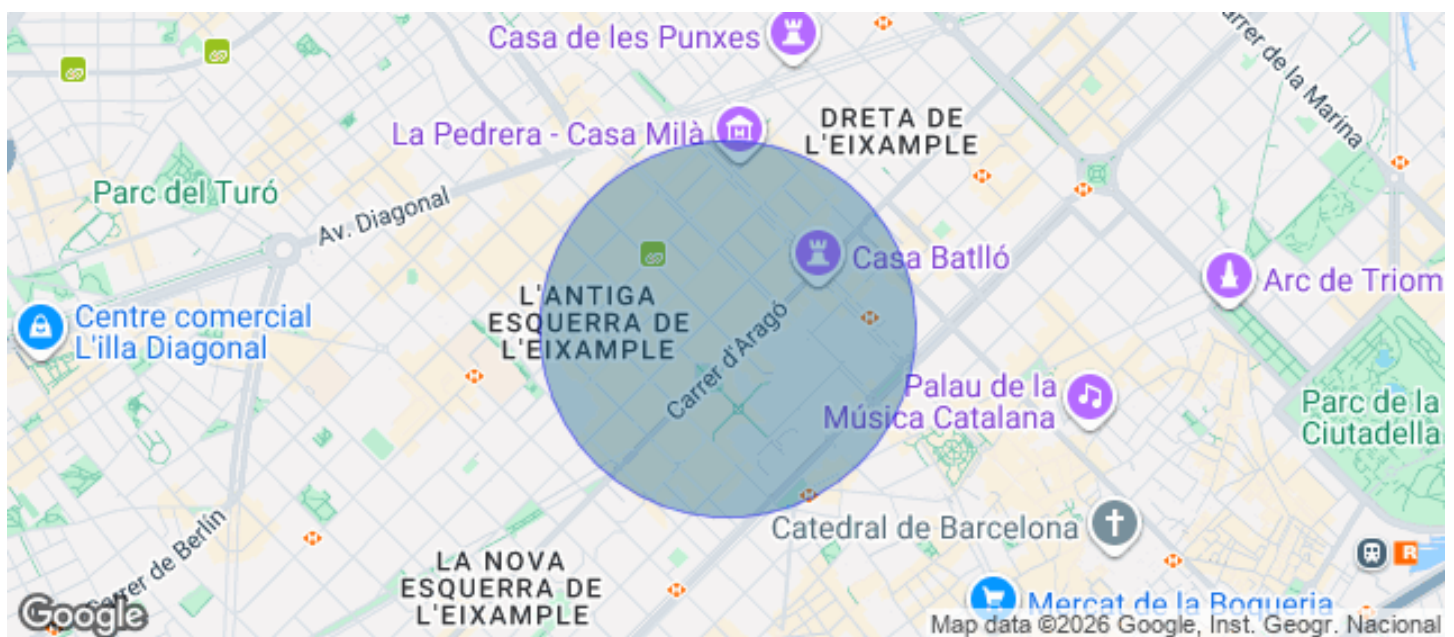 Casa de les Punxes
La Pedrera - Casa Milà
DRETA DE
L'EIXAMPLE
Carrer de la Marina
Parc del Turó
Av. Diagonal
Casa Batlló
Arc de Triom
L'ANTIGA
ESQUERRA DE
L'EIXAMPLE
Centre comercial
L'illa Diagonal
Carrer d'Aragó
Palau de la
Música Catalana
Parc de la
Ciutadella
Catedral de Barcelona
Carrer de Berlín
LA NOVA
ESQUERRA DE
L'EIXAMPLE
R
Mercat de la Boqueria
Google
Map data ©2026 Google, Inst. Geogr. Nacional